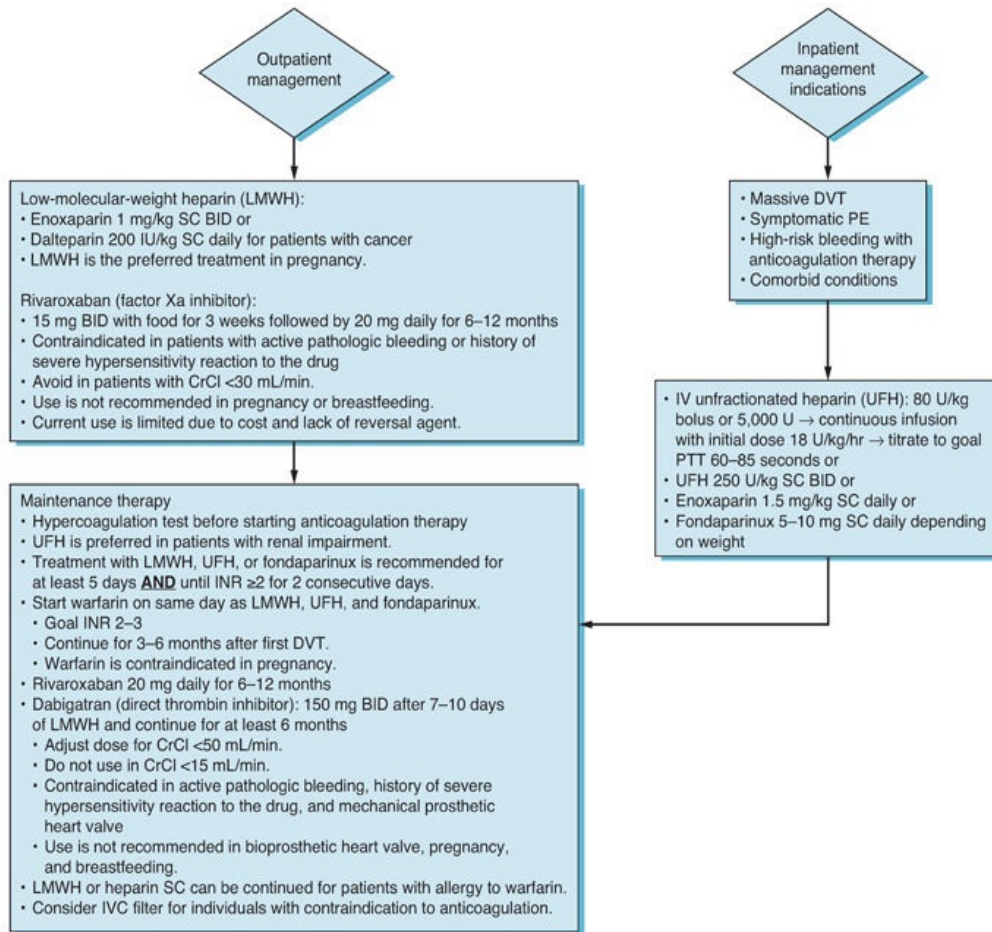 Outpatient
management
Inpatient
management
indications
Low-molecular-weight heparin (LMWH):
• Enoxaparin 1 mg/kg SC BID or
• Dalteparin 200 IU/kg SC daily for patients with cancer
• LMWH is the preferred treatment in pregnancy.
Rivaroxaban (factor Xa inhibitor):
• 15 mg BID with food for 3 weeks followed by 20 mg daily for 6–12 months
• Contraindicated in patients with active pathologic bleeding or history of
severe hypersensitivity reaction to the drug
• Avoid in patients with CrCl <30 mL/min.
• Use is not recommended in pregnancy or breastfeeding.
• Current use is limited due to cost and lack of reversal agent.
• Massive DVT
• Symptomatic PE
• High-risk bleeding with
anticoagulation therapy
• Comorbid conditions
• IV unfractionated heparin (UFH): 80 U/kg
bolus or 5,000 U → continuous infusion
with initial dose 18 U/kg/hr → titrate to goal
PTT 60–85 seconds or
• UFH 250 U/kg SC BID or
• Enoxaparin 1.5 mg/kg SC daily or
• Fondaparinux 5–10 mg SC daily depending
on weight
Maintenance therapy
• Hypercoagulation test before starting anticoagulation therapy
• UFH is preferred in patients with renal impairment.
• Treatment with LMWH, UFH, or fondaparinux is recommended for
at least 5 days AND until INR ≥2 for 2 consecutive days.
• Start warfarin on same day as LMWH, UFH, and fondaparinux.
• Goal INR 2–3
• Continue for 3–6 months after first DVT.
• Warfarin is contraindicated in pregnancy.
• Rivaroxaban 20 mg daily for 6–12 months
• Dabigatran (direct thrombin inhibitor): 150 mg BID after 7–10 days
of LMWH and continue for at least 6 months
• Adjust dose for CrCl <50 mL/min.
• Do not use in CrCl <15 mL/min.
• Contraindicated in active pathologic bleeding, history of severe
hypersensitivity reaction to the drug, and mechanical prosthetic
heart valve
• Use is not recommended in bioprosthetic heart valve, pregnancy,
and breastfeeding.
• LMWH or heparin SC can be continued for patients with allergy to warfarin.
• Consider IVC filter for individuals with contraindication to anticoagulation.